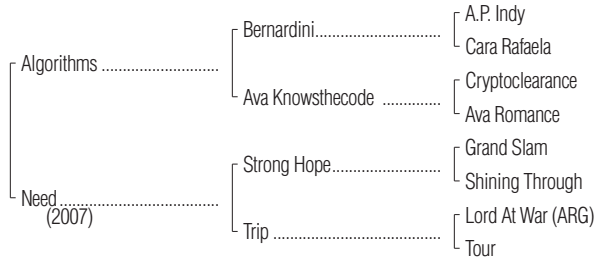 A.P. Indy
Bernardini
Cara Rafaela
Algorithms
Cryptoclearance
Ava Knowsthecode
Ava Romance
Grand Slam
Strong Hope
Shining Through
Need
(2007)
Lord At War (ARG)
Trip
Tour